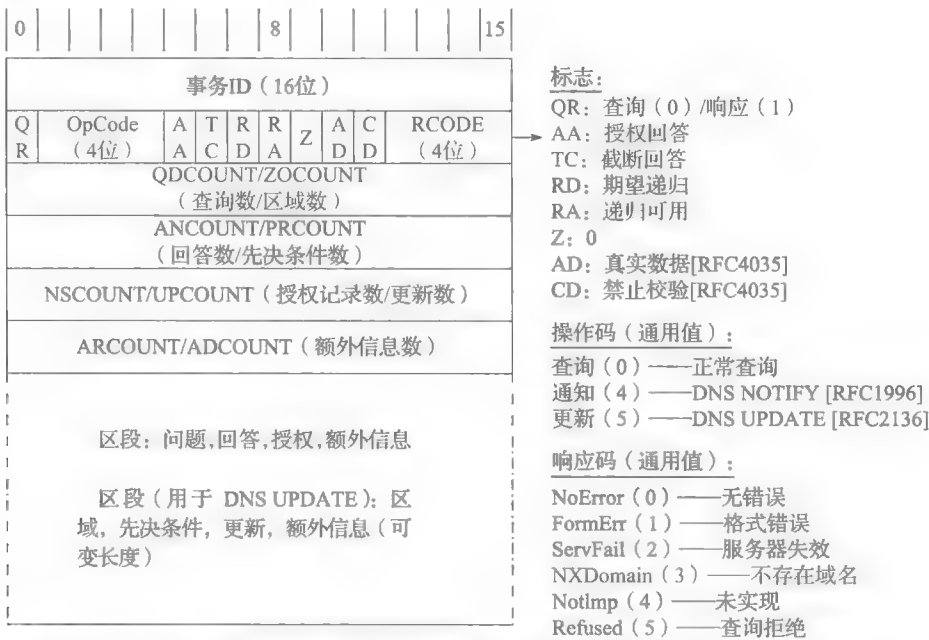 0 8 15
事务ID（16位）
Q R OpCode（4位） A A T C R D R A Z A D C D RCODE（4位）
QDCOUNT/ZOCOUNT
（查询数/区域数）
ANCOUNT/PRCOUNT
（回答数/先决条件数）
NSCOUNT/UPCOUNT（授权记录数/更新数）
ARCOUNT/ADCOUNT（额外信息数）
区段：问题,回答,授权,额外信息
区段（用于 DNS UPDATE）：区
域，先决条件，更新，额外信息（可
变长度）
标志：
QR：查询（0）/响应（1）
AA：授权回答
TC：截断回答
RD：期望递归
RA：递归可用
Z：0
AD：真实数据[RFC4035]
CD：禁止校验[RFC4035]
操作码（通用值）：
查询（0）——正常查询
通知（4）——DNS NOTIFY [RFC1996]
更新（5）——DNS UPDATE [RFC2136]
响应码（通用值）：
NoError（0）——无错误
FormErr（1）——格式错误
ServFail（2）——服务器失效
NXDomain（3）——不存在域名
NotImp（4）——未实现
Refused（5）——查询拒绝